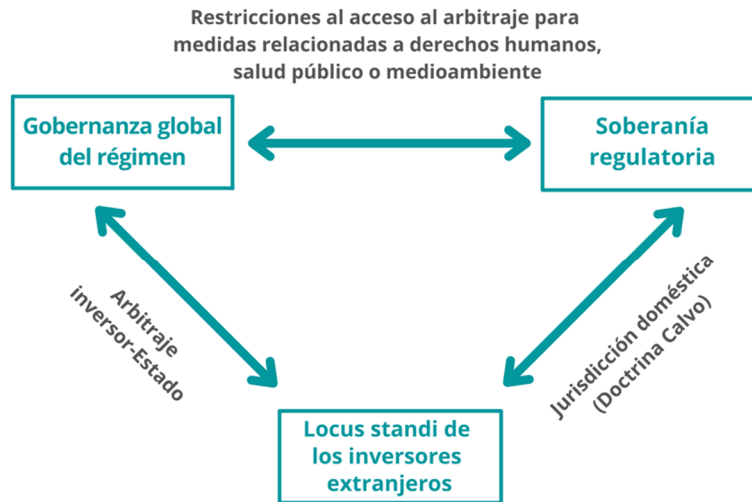 Restricciones al acceso al arbitraje para
medidas relacionadas a derechos humanos,
salud público o medioambiente
Gobernanza global
del régimen
Soberanía
regulatoria
Arbitraje
inversor-Estado
Jurisdicción doméstica
(Doctrina Calvo)
Locus standi de
los inversores
extranjeros